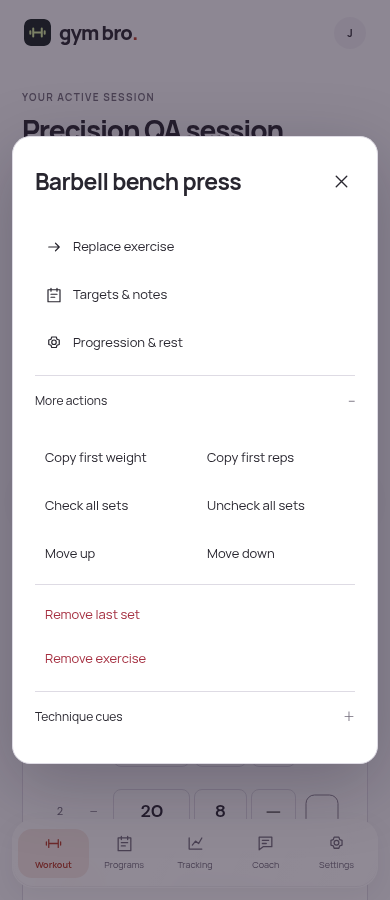 gym bro.
J
YOUR ACTIVE SESSION
Precision QA session
Barbell bench press
Replace exercise
Targets & notes
Progression & rest
More actions –
Copy first weight Copy first reps
Check all sets Uncheck all sets
Move up Move down
Remove last set
Remove exercise
Technique cues +
2 – 20 8 —
Workout Programs Tracking Coach Settings